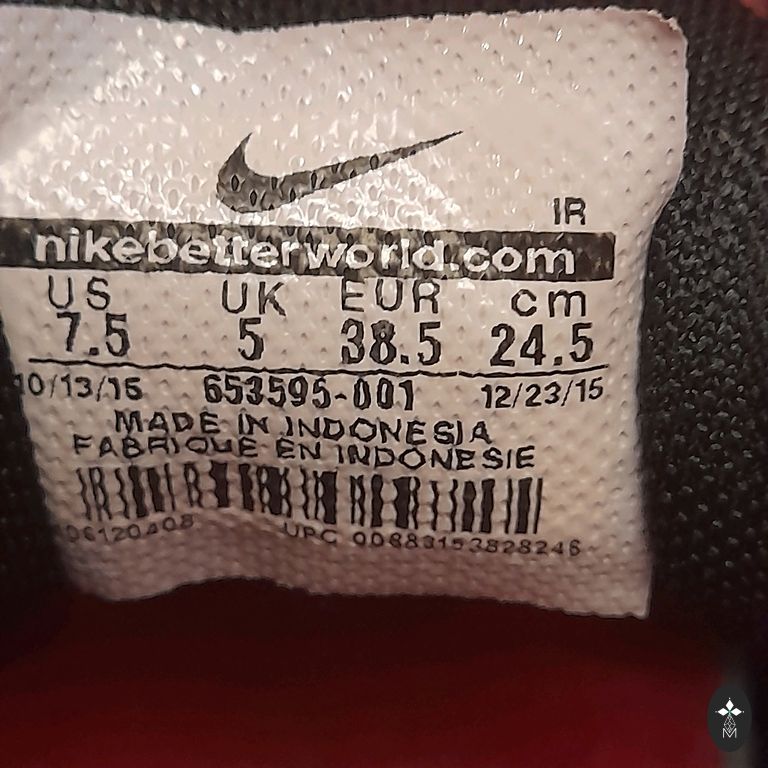 IR
nikebetterworld.com
US UK EUR cm
7.5 5 38.5 24.5
10/13/15 653595-001 12/23/15
MADE IN INDONESIA
FABRIQUE EN INDONESIE
06120408 UPC 00883153828246
M